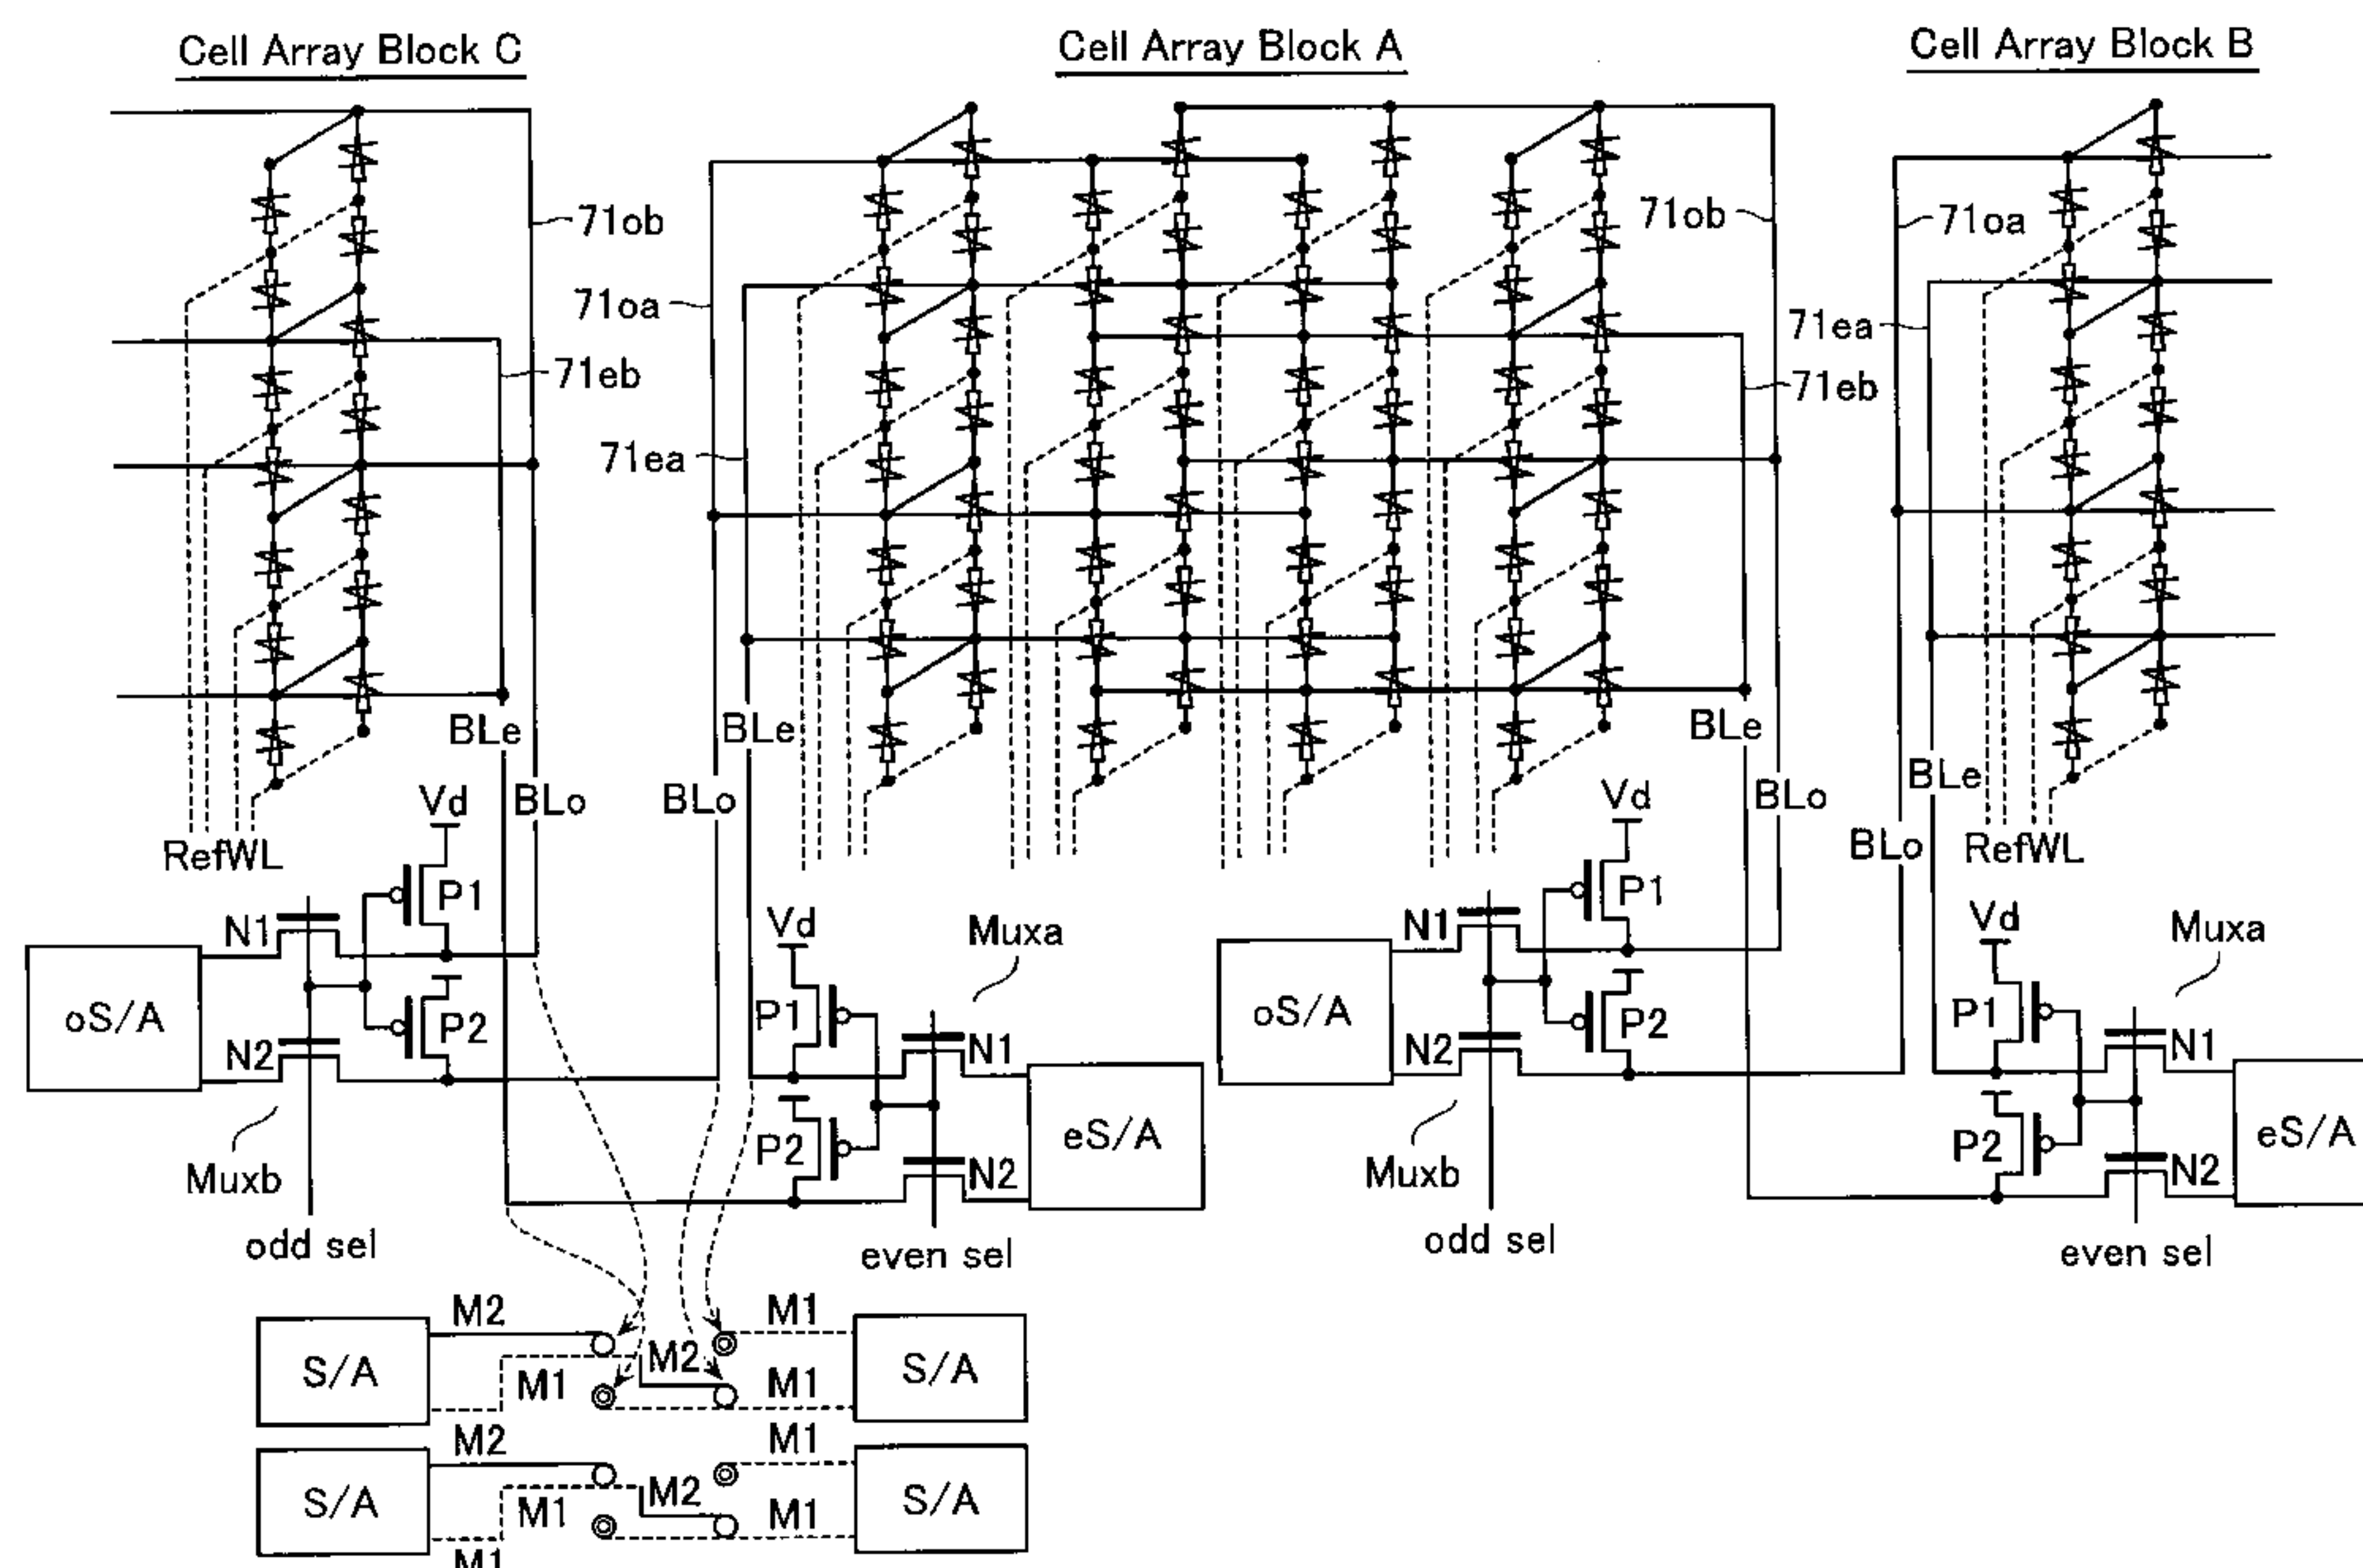 Cell Array Block C
Cell Array Block A
Cell Array Block B
71ob
71oa
71eb
71ea
71ob
71eb
71oa
71ea
BLe
BLo
BLo
BLe
BLe
BLo
BLe
BLo
RefWL
RefWL
Vd
P1
N1
oS/A
P2
N2
Muxb
odd sel
Vd
Muxa
P1
N1
P2
eS/A
N2
even sel
Vd
P1
N1
oS/A
P2
N2
Muxb
odd sel
Vd
Muxa
P1
N1
P2
eS/A
N2
even sel
M2
M1
S/A
M2
S/A
M1
M1
M2
M1
S/A
M2
S/A
M1
M1
M1